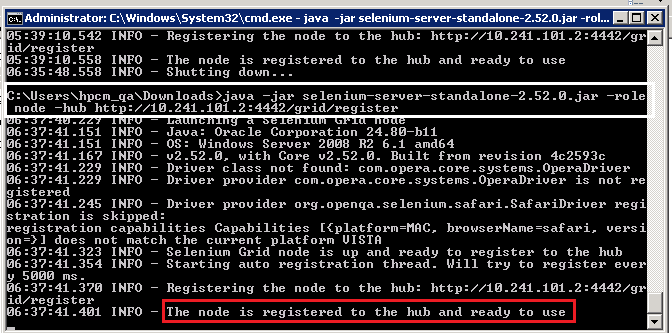 Administrator: C:\Windows\System32\cmd.exe - java -jar selenium-server-standalone-2.52.0.jar -rol...
05:39:10.542 INFO - Registering the node to the hub: http://10.241.101.2:4442/gr
id/register
05:39:10.558 INFO - The node is registered to the hub and ready to use
06:35:48.558 INFO - Shutting down...
C:\Users\hpcm_qa\Downloads>java -jar selenium-server-standalone-2.52.0.jar -role
node -hub http://10.241.101.2:4442/grid/register
06:37:40.229 INFO - Launching a Selenium Grid node
06:37:41.151 INFO - Java: Oracle Corporation 24.80-b11
06:37:41.151 INFO - OS: Windows Server 2008 R2 6.1 amd64
06:37:41.167 INFO - v2.52.0, with Core v2.52.0. Built from revision 4c2593c
06:37:41.229 INFO - Driver class not found: com.opera.core.systems.OperaDriver
06:37:41.229 INFO - Driver provider com.opera.core.systems.OperaDriver is not re
gistered
06:37:41.245 INFO - Driver provider org.openqa.selenium.safari.SafariDriver regi
stration is skipped:
registration capabilities Capabilities [{platform=MAC, browserName=safari, versi
on=}] does not match the current platform VISTA
06:37:41.323 INFO - Selenium Grid node is up and ready to register to the hub
06:37:41.354 INFO - Starting auto registration thread. Will try to register ever
y 5000 ms.
06:37:41.370 INFO - Registering the node to the hub: http://10.241.101.2:4442/gr
id/register
06:37:41.401 INFO - The node is registered to the hub and ready to use